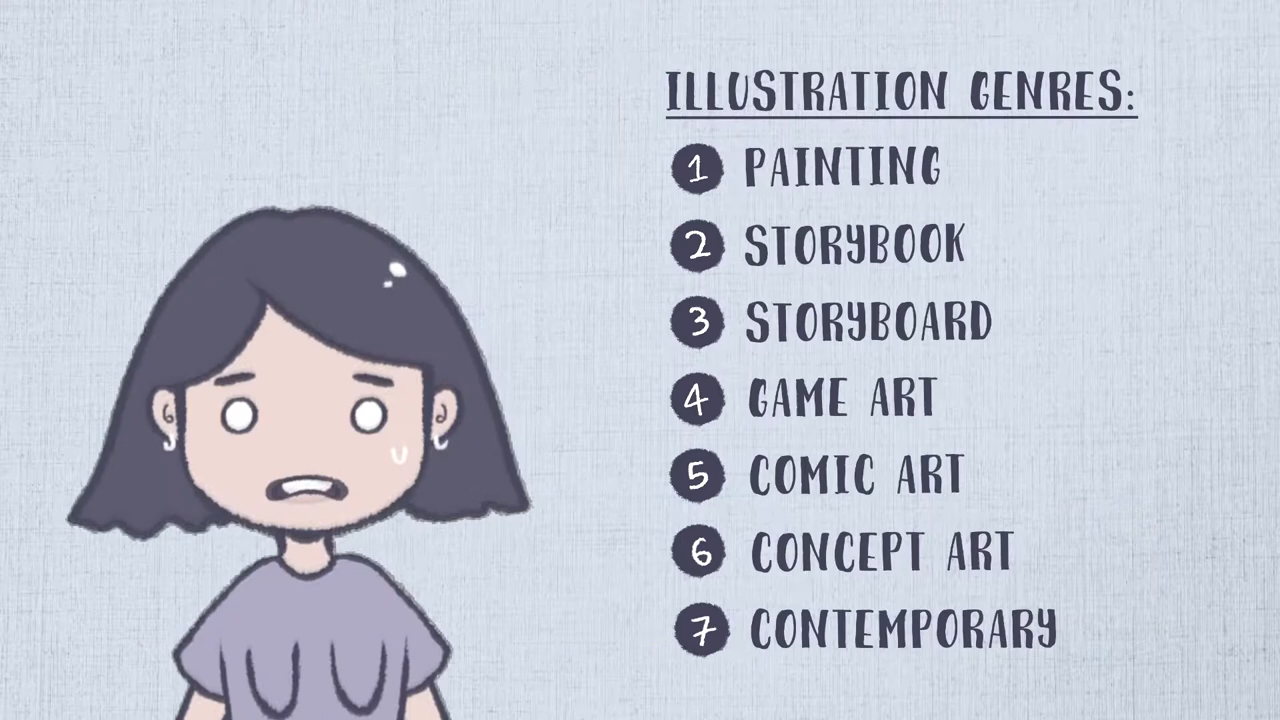 ILLUSTRATION GENRES:
1 PAINTING
2 STORYBOOK
3 STORYBOARD
4 GAME ART
5 COMIC ART
6 CONCEPT ART
7 CONTEMPORARY